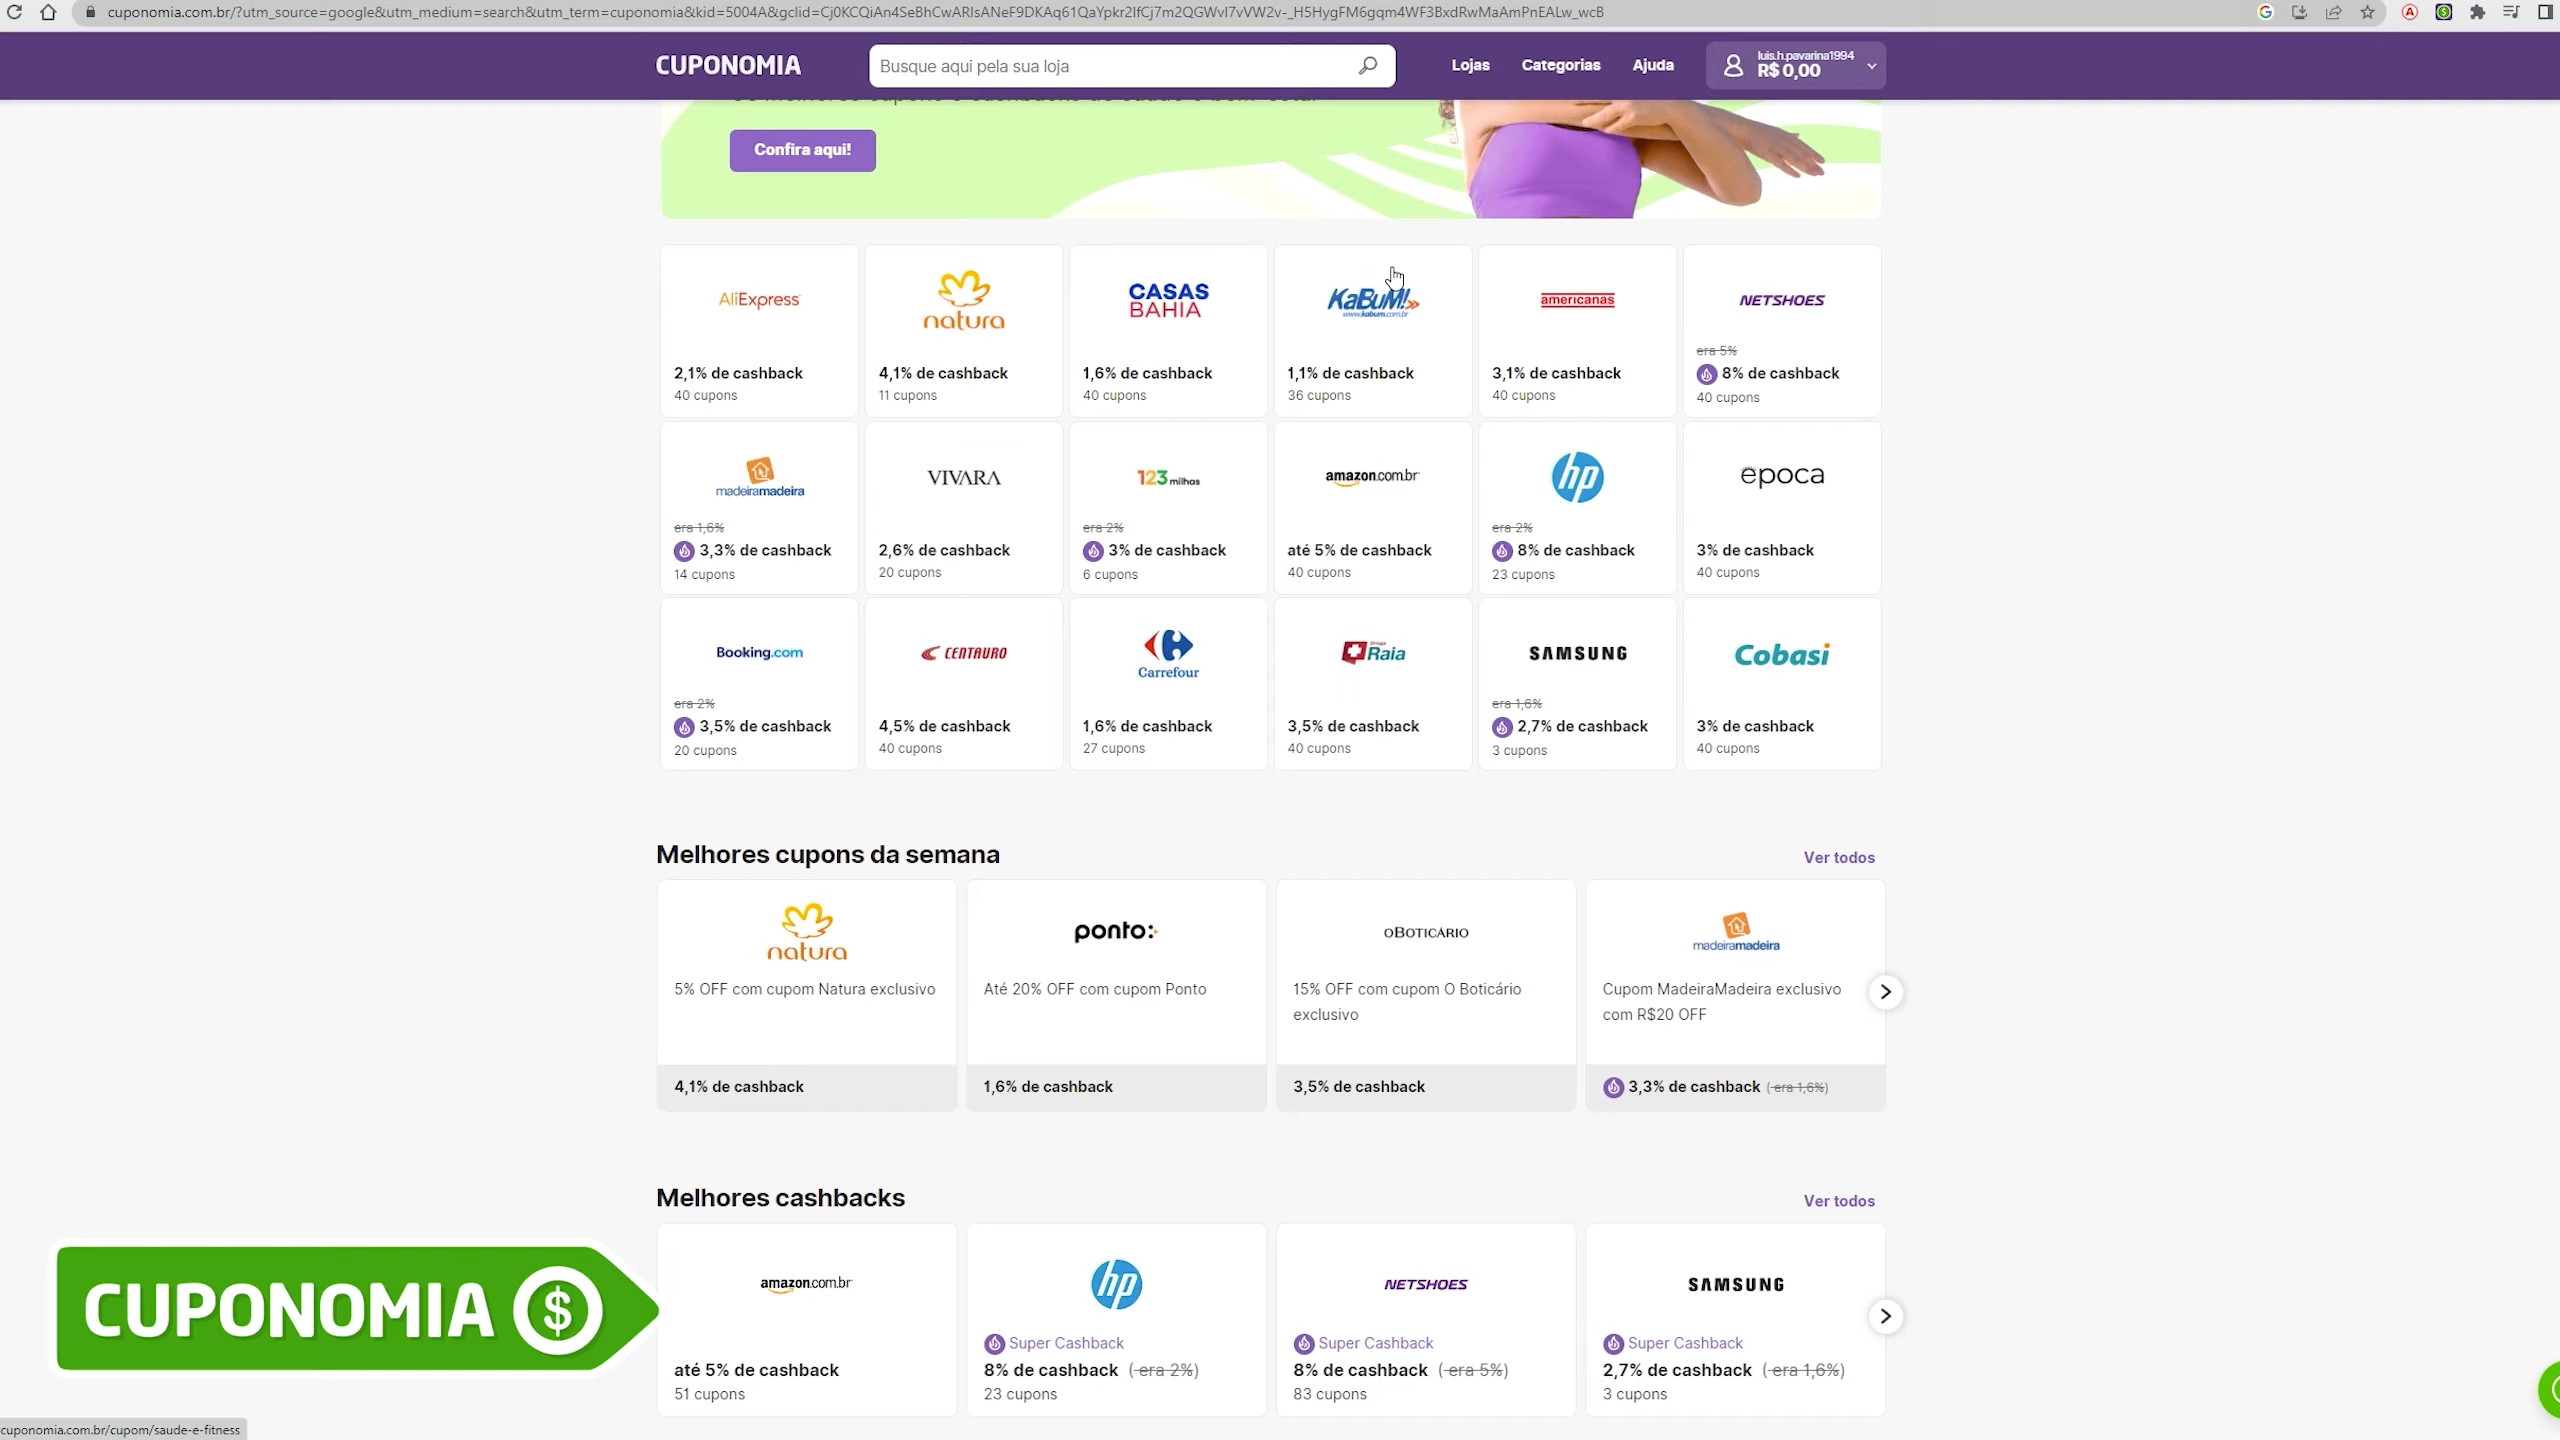 cuponomia.com.br/?utm_source=google&utm_medium=search&utm_term=cuponomia&kid=5004A&gclid=Cj0KCQiAn4SeBhCwARIsANeF9DKAq61QaYpkr2IfCj7m2QGWvl7vVW2v-_H5HygFM6gqm4WF3BxdRwMaAmPnEALw_wcB
CUPONOMIA
Busque aqui pela sua loja
Lojas
Categorias
Ajuda
luis.h.pavarina1994
R$ 0,00
Confira aqui!
AliExpress
2,1% de cashback
40 cupons
natura
4,1% de cashback
11 cupons
CASAS
BAHIA
1,6% de cashback
40 cupons
KaBuM!
www.kabum.com.br
1,1% de cashback
36 cupons
americanas
3,1% de cashback
40 cupons
NETSHOES
era 5%
8% de cashback
40 cupons
madeiramadeira
era 1,6%
3,3% de cashback
14 cupons
VIVARA
2,6% de cashback
20 cupons
123 milhas
era 2%
3% de cashback
6 cupons
amazon.com.br
até 5% de cashback
40 cupons
hp
era 2%
8% de cashback
23 cupons
epoca
3% de cashback
40 cupons
Booking.com
era 2%
3,5% de cashback
20 cupons
CENTAURO
4,5% de cashback
40 cupons
Carrefour
1,6% de cashback
27 cupons
Droga
Raia
3,5% de cashback
40 cupons
SAMSUNG
era 1,6%
2,7% de cashback
3 cupons
Cobasi
3% de cashback
40 cupons
Melhores cupons da semana
Ver todos
natura
5% OFF com cupom Natura exclusivo
4,1% de cashback
ponto:
Até 20% OFF com cupom Ponto
1,6% de cashback
oBOTICÁRIO
15% OFF com cupom O Boticário
exclusivo
3,5% de cashback
madeiramadeira
Cupom MadeiraMadeira exclusivo
com R$20 OFF
3,3% de cashback (era 1,6%)
Melhores cashbacks
Ver todos
amazon.com.br
até 5% de cashback
51 cupons
hp
Super Cashback
8% de cashback (era 2%)
23 cupons
NETSHOES
Super Cashback
8% de cashback (era 5%)
83 cupons
SAMSUNG
Super Cashback
2,7% de cashback (era 1,6%)
3 cupons
CUPONOMIA $
cuponomia.com.br/cupom/saude-e-fitness